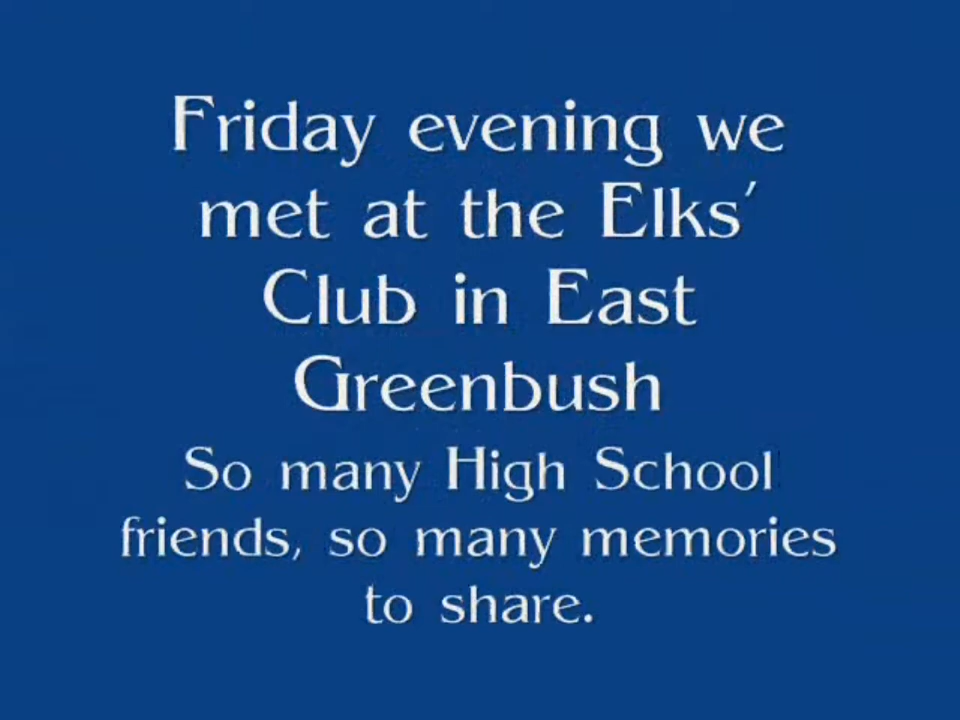 Friday evening we
met at the Elks’
Club in East
Greenbush
So many High School
friends, so many memories
to share.